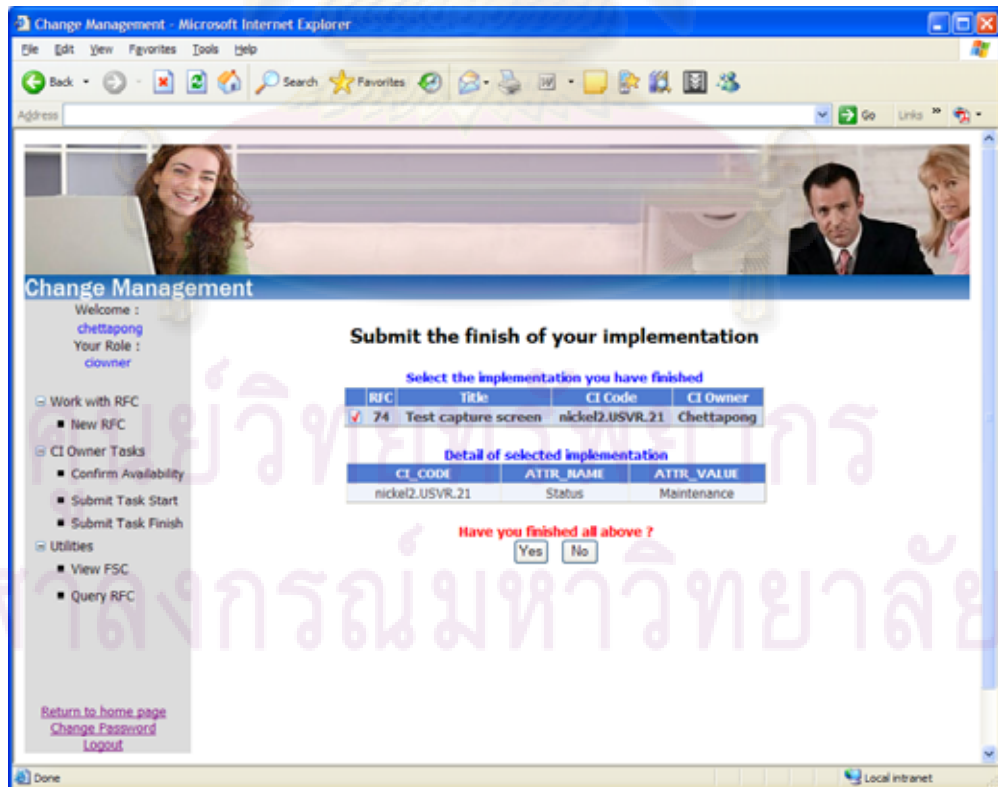 Change Management - Microsoft Internet Explorer
File Edit View Favorites Tools Help
Back Search Favorites
Address Go Links »
Change Management
Welcome :
chettapong
Your Role :
ciowner
Work with RFC
New RFC
CI Owner Tasks
Confirm Availability
Submit Task Start
Submit Task Finish
Utilities
View FSC
Query RFC
Return to home page
Change Password
Logout
Submit the finish of your implementation
Select the implementation you have finished
RFC Title CI Code CI Owner
74 Test capture screen nickel2.USVR.21 Chettapong
Detail of selected implementation
CI_CODE ATTR_NAME ATTR_VALUE
nickel2.USVR.21 Status Maintenance
Have you finished all above ?
Yes No
ศูนย์วิทยทรัพยากร
จุฬาลงกรณ์มหาวิทยาลัย
Done Local intranet